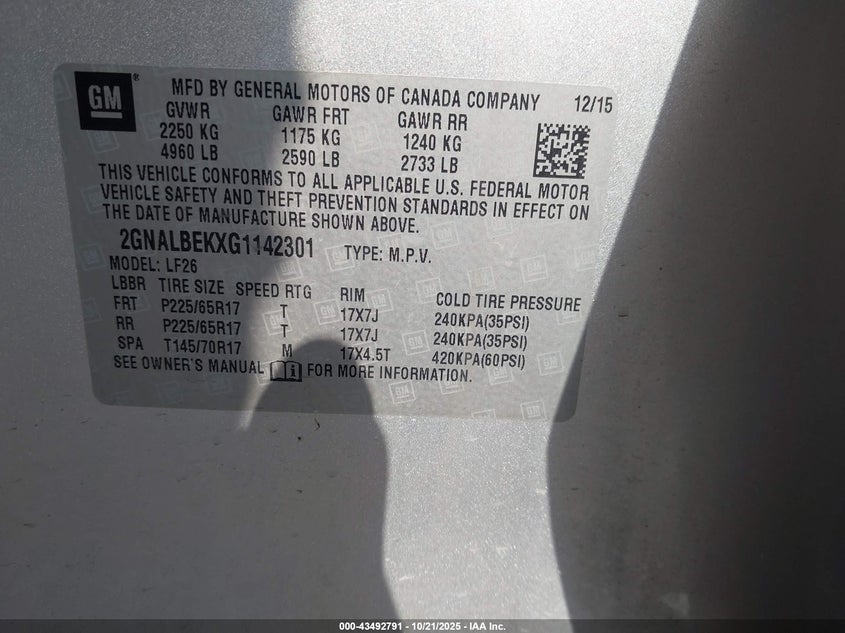 GM ® MFD BY GENERAL MOTORS OF CANADA COMPANY 12/15
GVWR GAWR FRT GAWR RR
2250 KG 1175 KG 1240 KG
4960 LB 2590 LB 2733 LB
THIS VEHICLE CONFORMS TO ALL APPLICABLE U.S. FEDERAL MOTOR
VEHICLE SAFETY AND THEFT PREVENTION STANDARDS IN EFFECT ON
THE DATE OF MANUFACTURE SHOWN ABOVE.
2GNALBEKXG1142301 TYPE: M.P.V.
MODEL: LF26
LBBR TIRE SIZE SPEED RTG RIM COLD TIRE PRESSURE
FRT P225/65R17 T 17X7J 240KPA(35PSI)
RR P225/65R17 T 17X7J 240KPA(35PSI)
SPA T145/70R17 M 17X4.5T 420KPA(60PSI)
SEE OWNER'S MANUAL i FOR MORE INFORMATION.
000-43492791 - 10/21/2025 - IAA Inc.